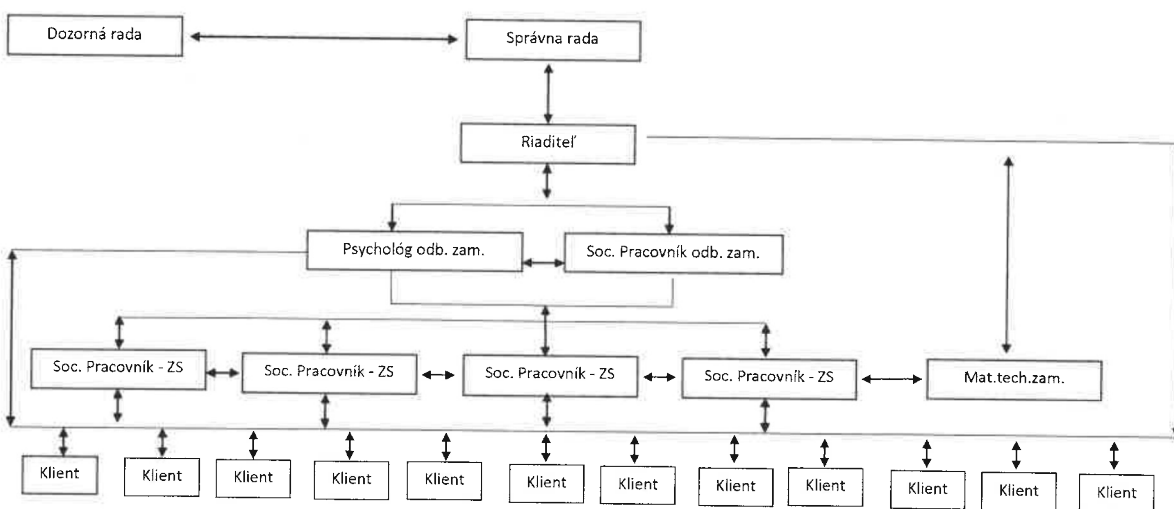 Dozorná rada
Správna rada
Riaditeľ
Psychológ odb. zam.
Soc. Pracovník odb. zam.
Soc. Pracovník - ZS
Soc. Pracovník - ZS
Soc. Pracovník - ZS
Soc. Pracovník - ZS
Mat.tech.zam.
Klient
Klient
Klient
Klient
Klient
Klient
Klient
Klient
Klient
Klient
Klient
Klient